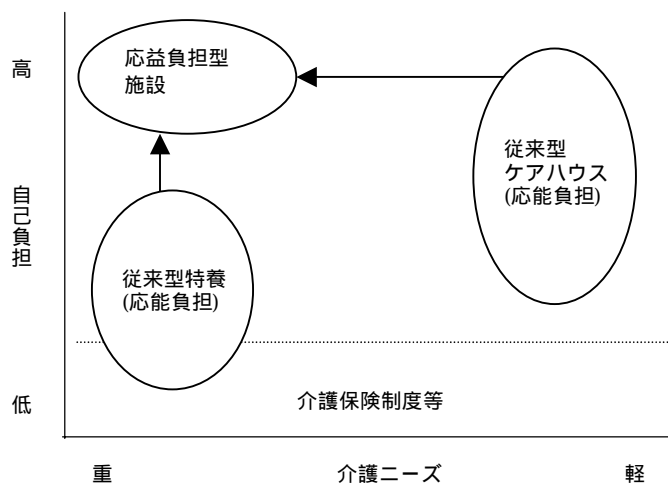 高
応益負担型
施設
従来型
ケアハウス
(応能負担)
自己負担
従来型特養
(応能負担)
低
介護保険制度等
重
介護ニーズ
軽